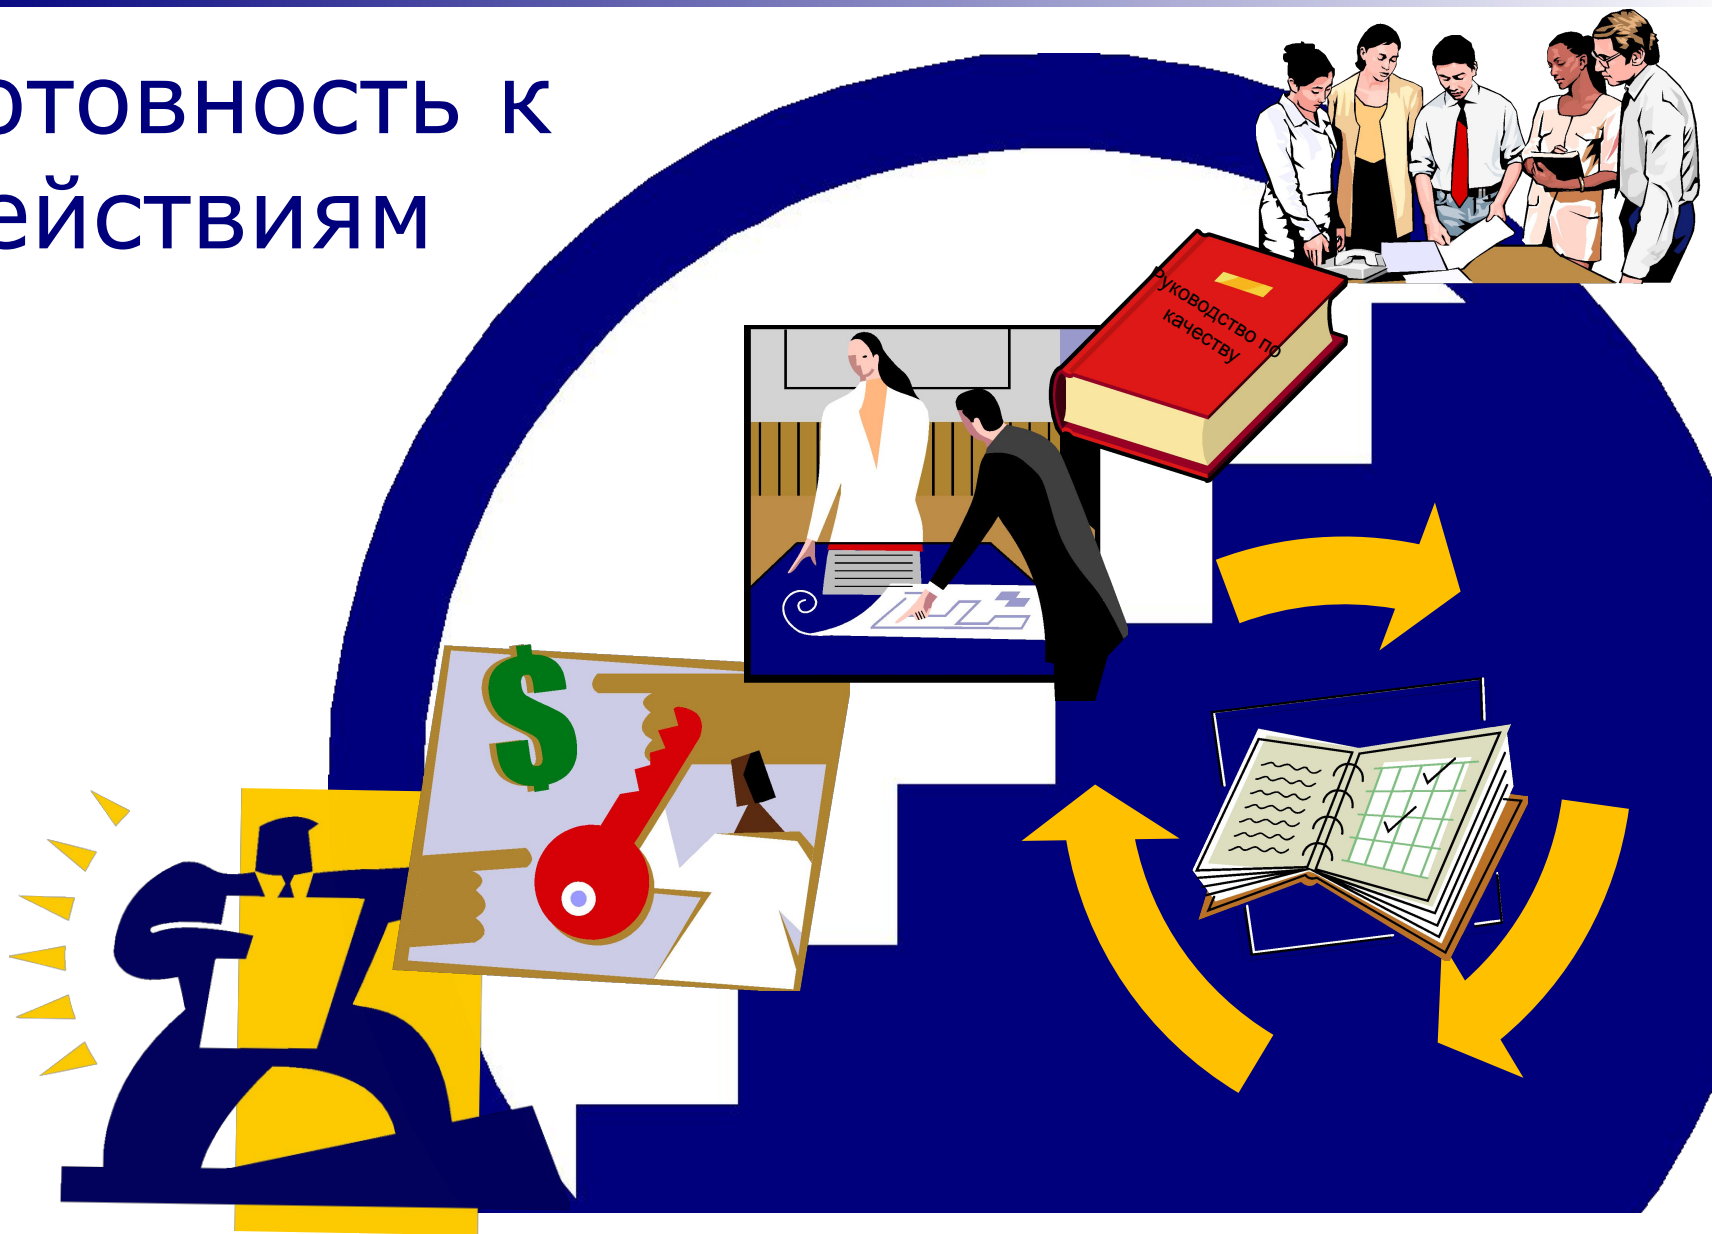 отовность к
ействиям
Руководство по
качеству